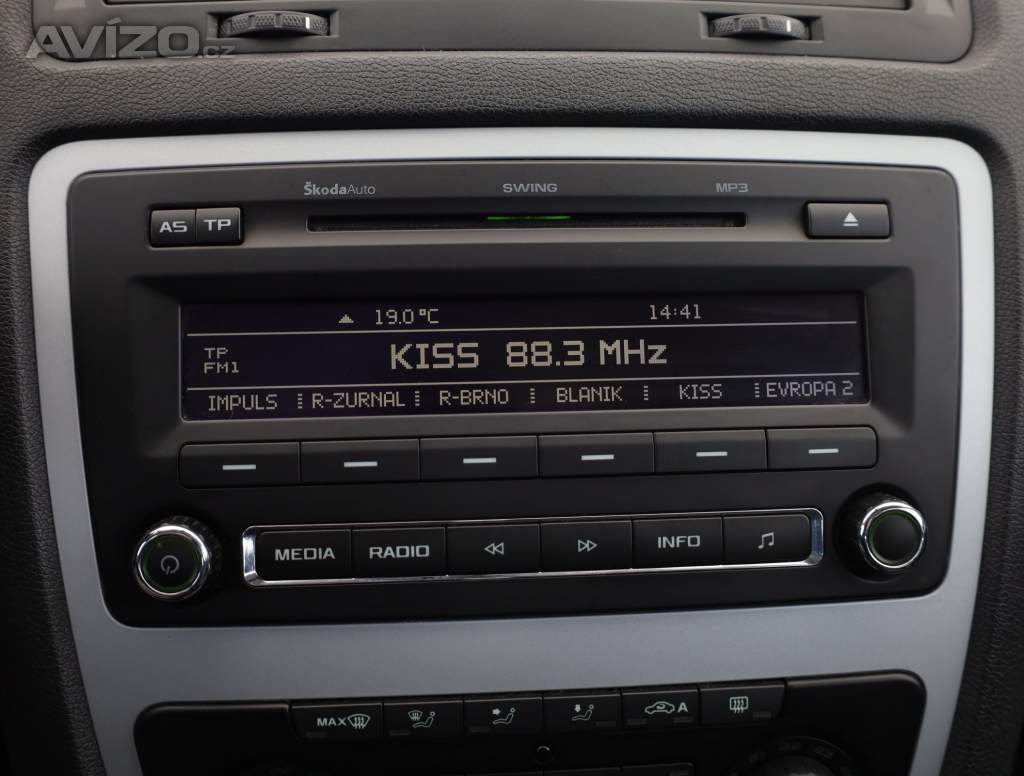 AVÍZO.cz
ŠkodaAuto SWING MP3
AS TP
19.0°C 14:41
TP
FM1
KISS 88.3 MHz
IMPULS R-ZURNAL R-BRNO BLANIK KISS EVROPA 2
MEDIA RADIO INFO
MAX A